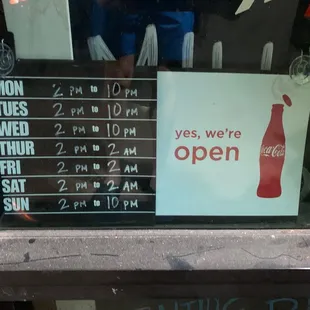 MON 2 PM to 10 PM
TUES 2 PM to 10 PM
WED 2 PM to 10 PM
THUR 2 PM to 2 AM
FRI 2 PM to 2 AM
SAT 2 PM to 2 AM
SUN 2 PM to 10 PM
yes, we're
open
Coca-Cola